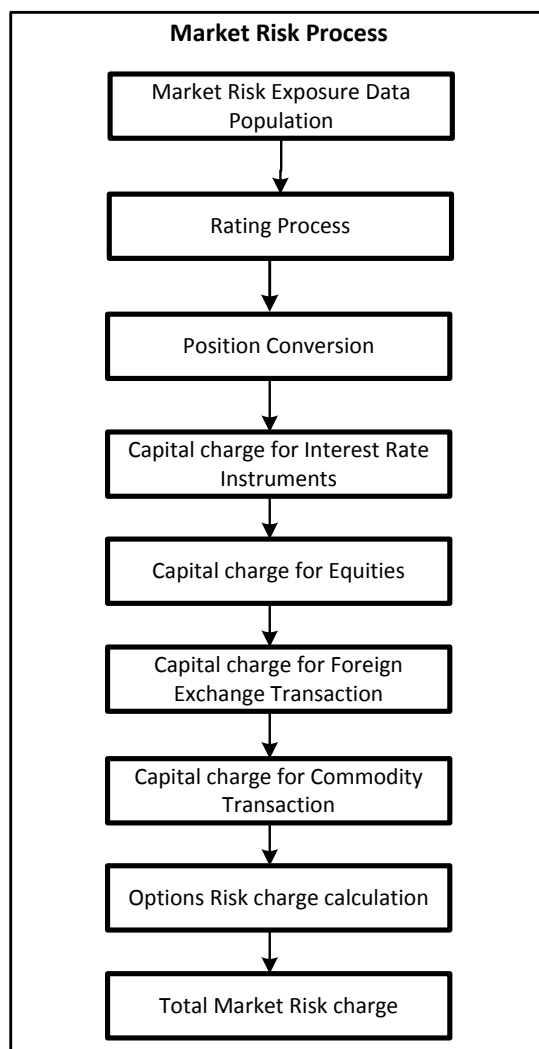 Market Risk Process
Market Risk Exposure Data
Population
Rating Process
Position Conversion
Capital charge for Interest Rate
Instruments
Capital charge for Equities
Capital charge for Foreign
Exchange Transaction
Capital charge for Commodity
Transaction
Options Risk charge calculation
Total Market Risk charge